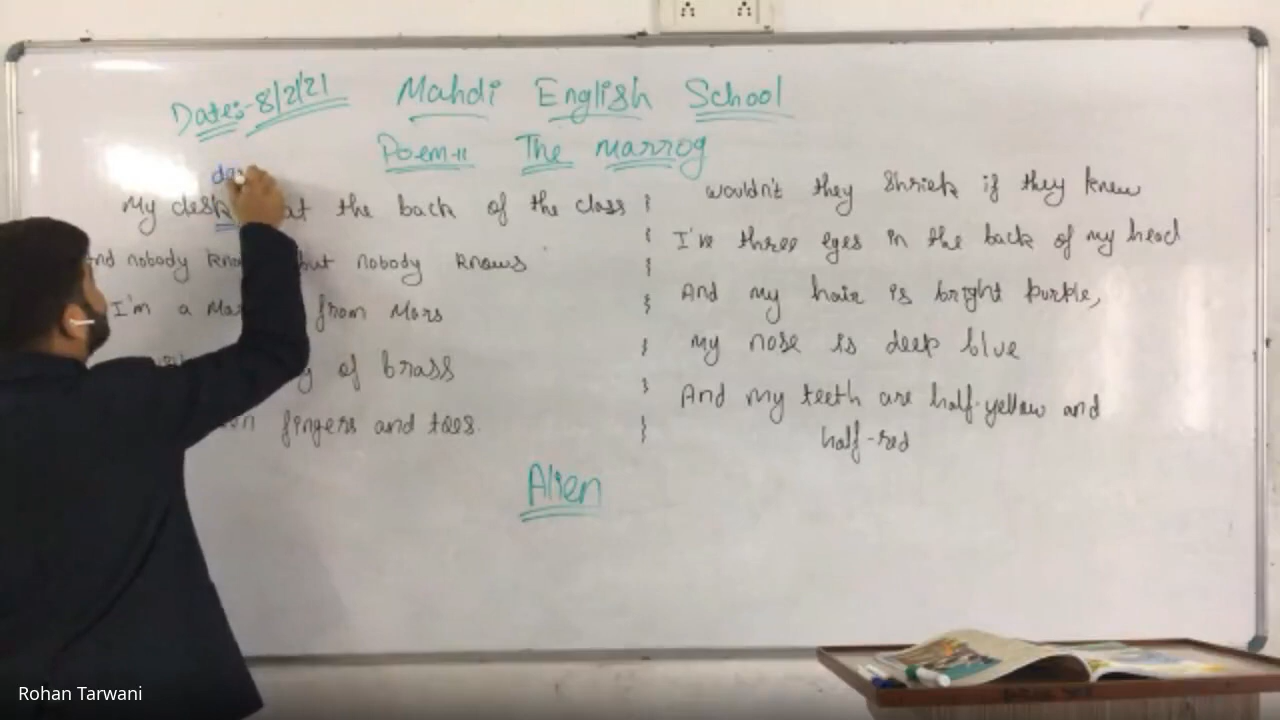 Date:-8/2/21
Mahdi English School
Poem-11 The marrog
My desk at the back of the class
nd nobody but nobody knows
I'm a from Mars
of brass
fingers and toes.
wouldn't they Shriek if they knew
I've three eyes in the back of my head
And my hair is bright purple,
My nose is deep blue
And my teeth are half-yellow and
half-red
Alien
Rohan Tarwani